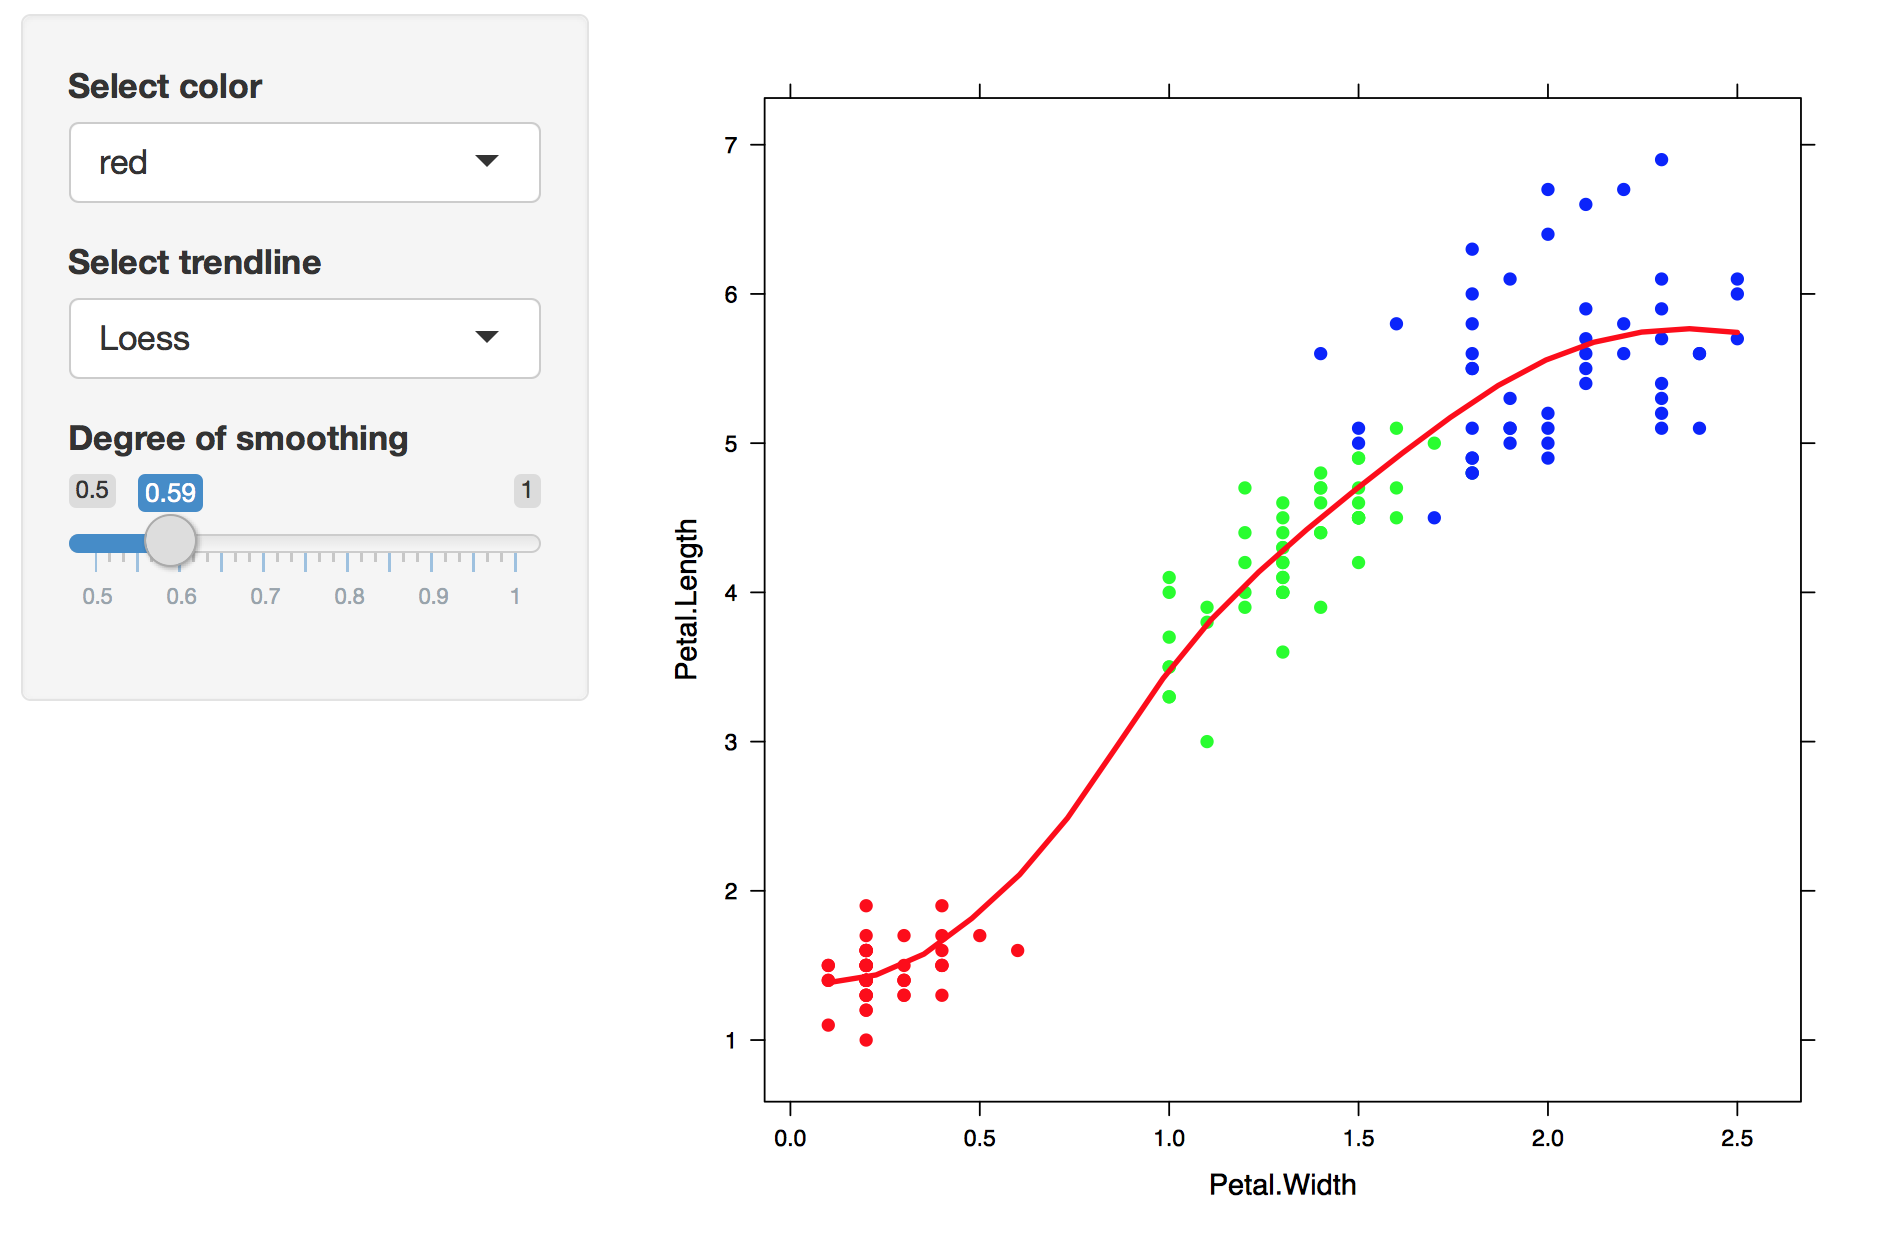 Select color
red
Select trendline
Loess
Degree of smoothing
0.5 0.59 1
0.5 0.6 0.7 0.8 0.9 1
Petal.Length
7
6
5
4
3
2
1
0.0 0.5 1.0 1.5 2.0 2.5
Petal.Width